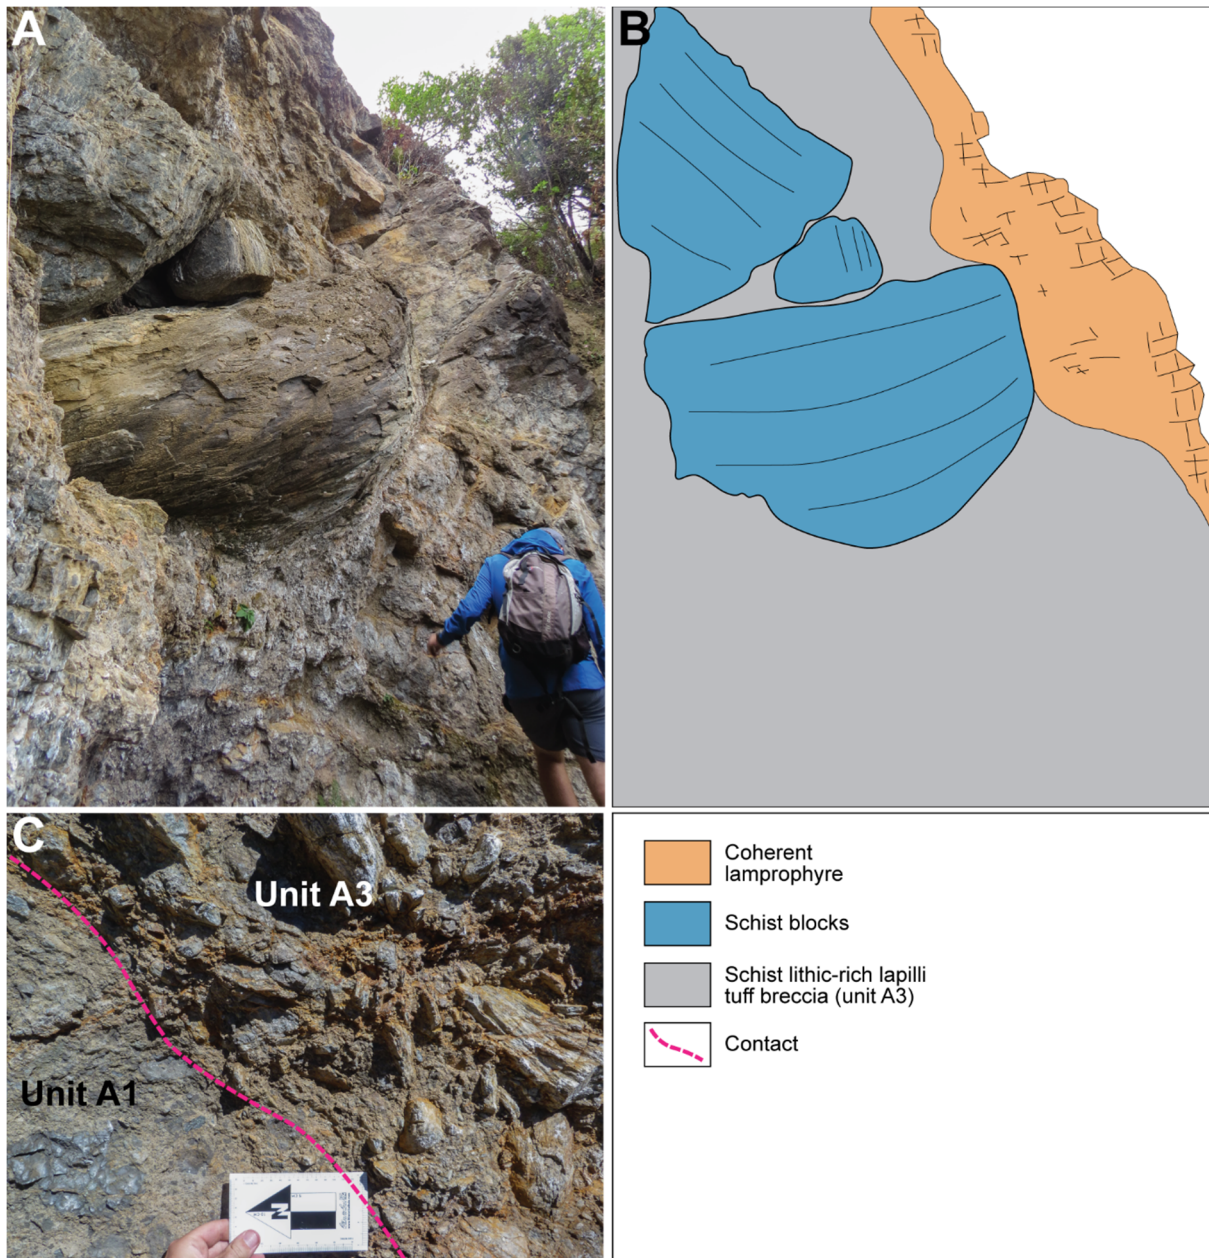 A
B
C
Unit A3
Unit A1
N
Coherent
lamprophyre
Schist blocks
Schist lithic-rich lapilli
tuff breccia (unit A3)
Contact